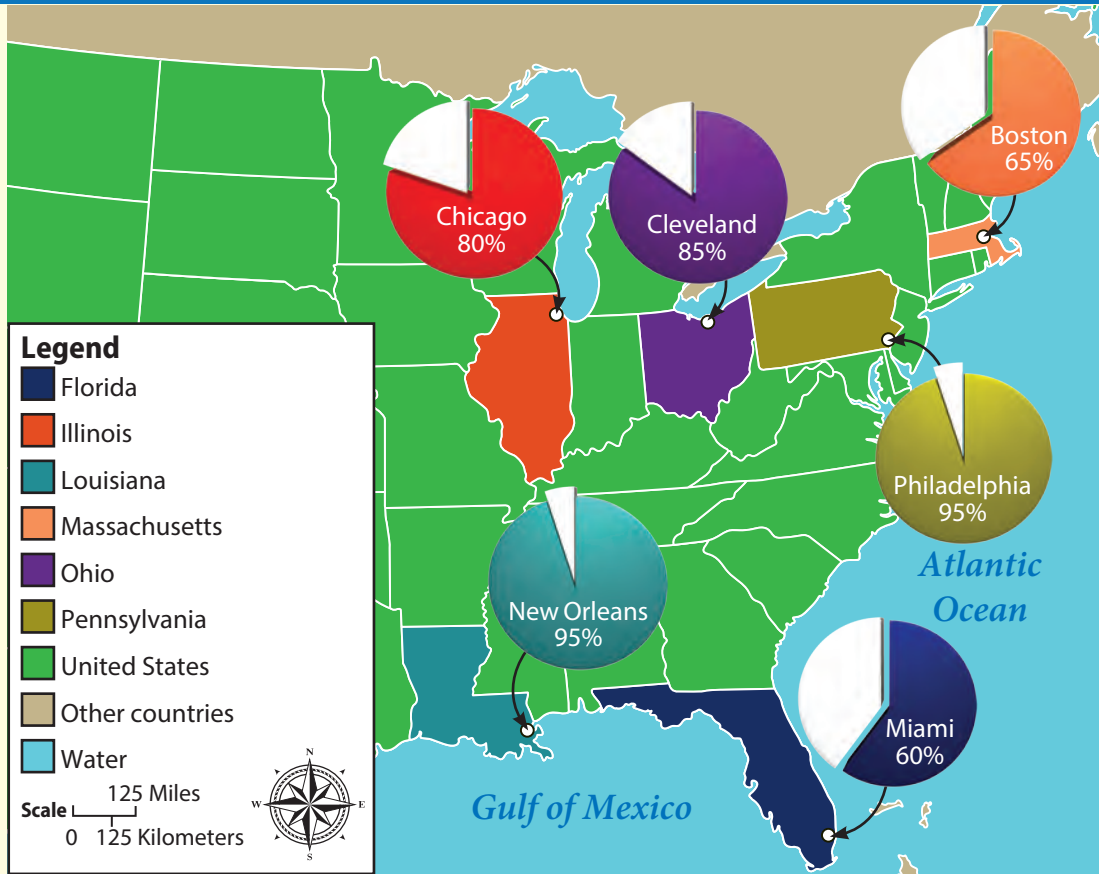 Boston
65%
Chicago
80%
Cleveland
85%
Legend
Florida
Illinois
Louisiana
Massachusetts
Ohio
Pennsylvania
United States
Other countries
Water
Scale
125 Miles
0 125 Kilometers
N
W
E
S
Philadelphia
95%
Atlantic
Ocean
New Orleans
95%
Miami
60%
Gulf of Mexico